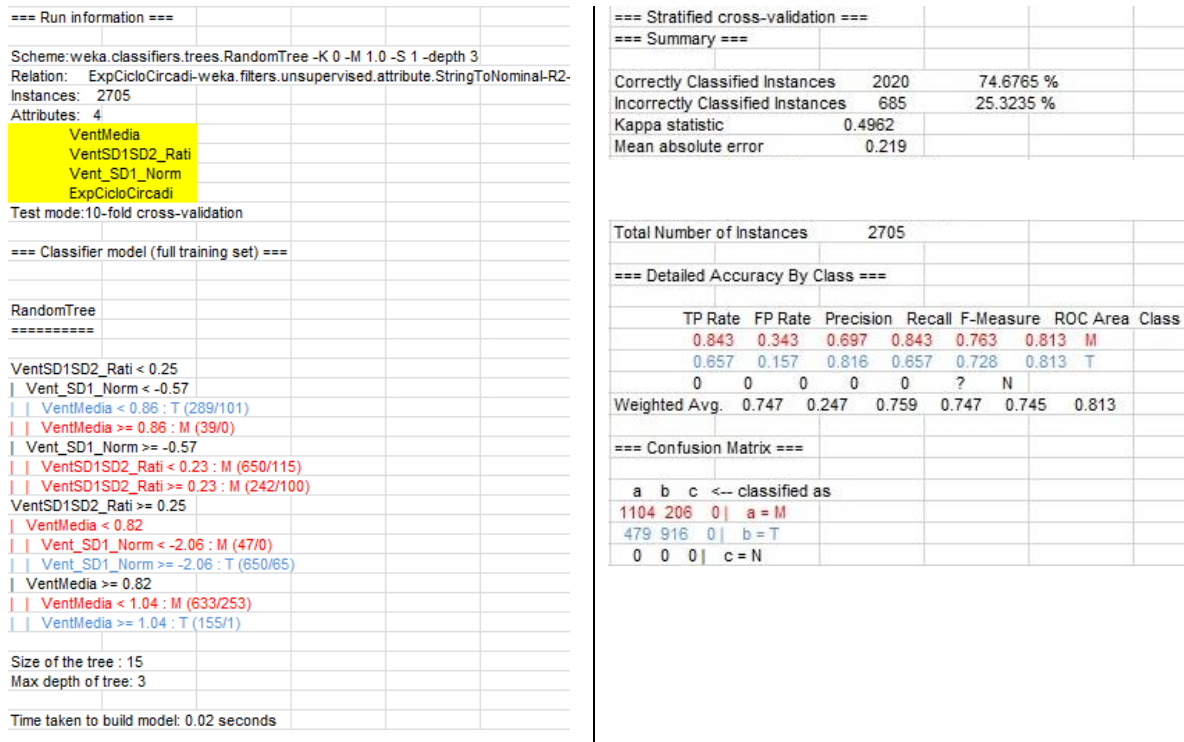 === Run information ===
Scheme:weka.classifiers.trees.RandomTree -K 0 -M 1.0 -S 1 -depth 3
Relation: ExpCicloCircadi-weka.filters.unsupervised.attribute.StringToNominal-R2-
Instances: 2705
Attributes: 4
VentMedia
VentSD1SD2_Rati
Vent_SD1_Norm
ExpCicloCircadi
Test mode:10-fold cross-validation
=== Classifier model (full training set) ===
RandomTree
==========
VentSD1SD2_Rati < 0.25
| Vent_SD1_Norm < -0.57
| | VentMedia < 0.86 : T (289/101)
| | VentMedia >= 0.86 : M (39/0)
| Vent_SD1_Norm >= -0.57
| | VentSD1SD2_Rati < 0.23 : M (650/115)
| | VentSD1SD2_Rati >= 0.23 : M (242/100)
VentSD1SD2_Rati >= 0.25
| VentMedia < 0.82
| | Vent_SD1_Norm < -2.06 : M (47/0)
| | Vent_SD1_Norm >= -2.06 : T (650/65)
| VentMedia >= 0.82
| | VentMedia < 1.04 : M (633/253)
| | VentMedia >= 1.04 : T (155/1)
Size of the tree : 15
Max depth of tree: 3
Time taken to build model: 0.02 seconds
=== Stratified cross-validation ===
=== Summary ===
Correctly Classified Instances 2020 74.6765 %
Incorrectly Classified Instances 685 25.3235 %
Kappa statistic 0.4962
Mean absolute error 0.219
Total Number of Instances 2705
=== Detailed Accuracy By Class ===
TP Rate FP Rate Precision Recall F-Measure ROC Area Class
0.843 0.343 0.697 0.843 0.763 0.813 M
0.657 0.157 0.816 0.657 0.728 0.813 T
0 0 0 0 0 ? N
Weighted Avg. 0.747 0.247 0.759 0.747 0.745 0.813
=== Confusion Matrix ===
a b c <-- classified as
1104 206 0 | a = M
479 916 0 | b = T
0 0 0 | c = N